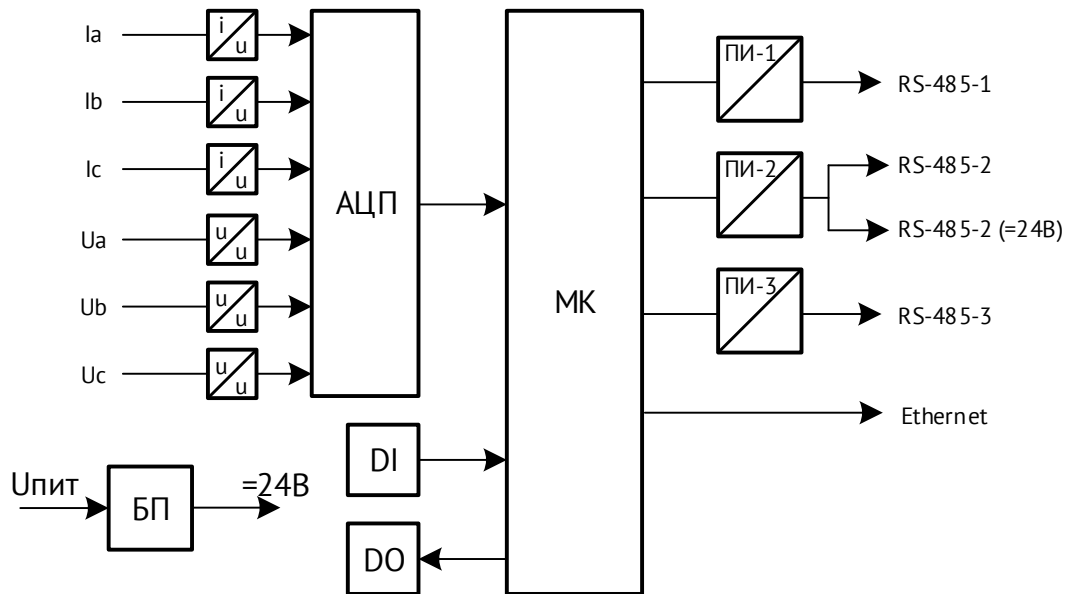 Ia
i
u
Ib
i
u
Ic
i
u
Ua
u
u
Ub
u
u
Uc
u
u
АЦП
МК
DI
DO
Uпит
БП
=24В
ПИ-1
RS-485-1
ПИ-2
RS-485-2
RS-485-2 (=24В)
ПИ-3
RS-485-3
Ethernet